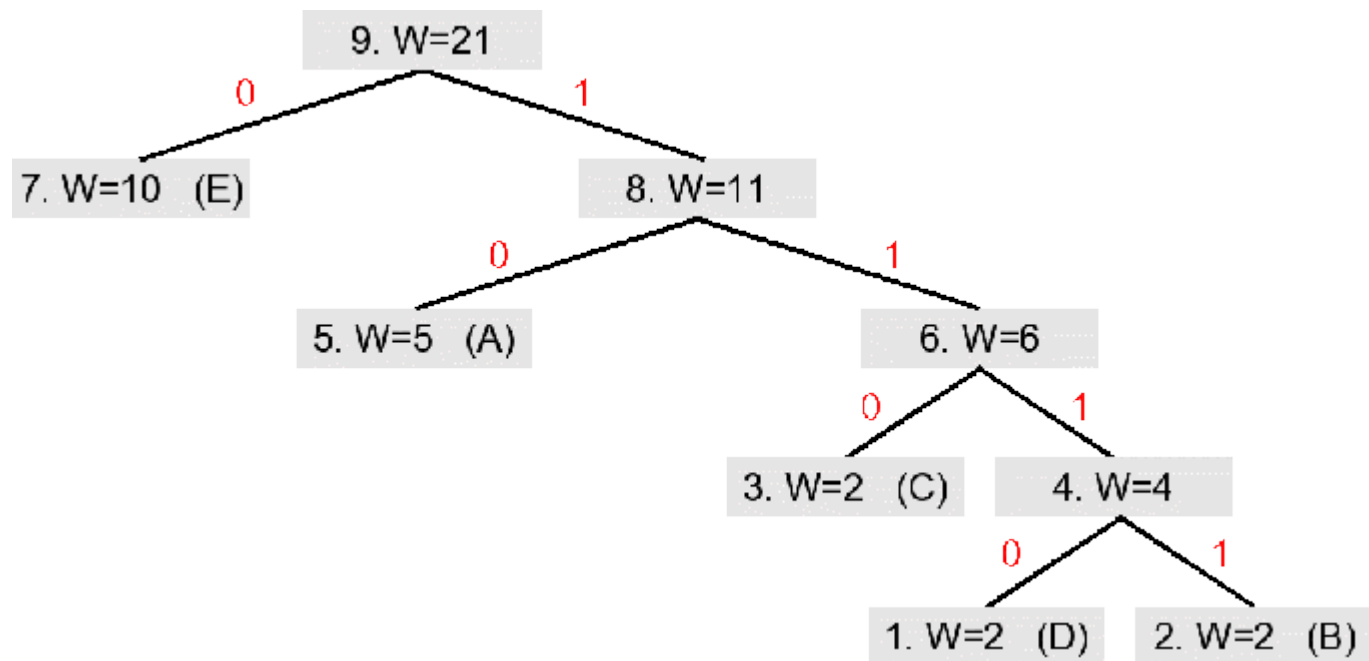 9. W=21
0 1
7. W=10 (E) 8. W=11
0 1
5. W=5 (A) 6. W=6
0 1
3. W=2 (C) 4. W=4
0 1
1. W=2 (D) 2. W=2 (B)